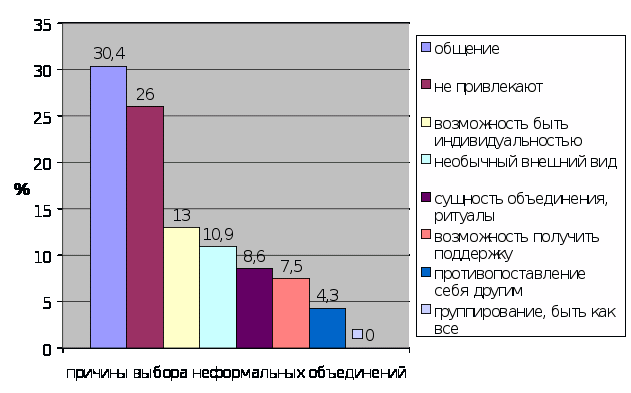 35
30
25
20
15
10
5
0
%
30,4
26
13
10,9
8,6
7,5
4,3
0
причины выбора неформальных объединений
общение
не привлекают
возможность быть
индивидуальностью
необычный внешний вид
сущность объединения,
ритуалы
возможность получить
поддержку
противопоставление
себя другим
группирование, быть как
все